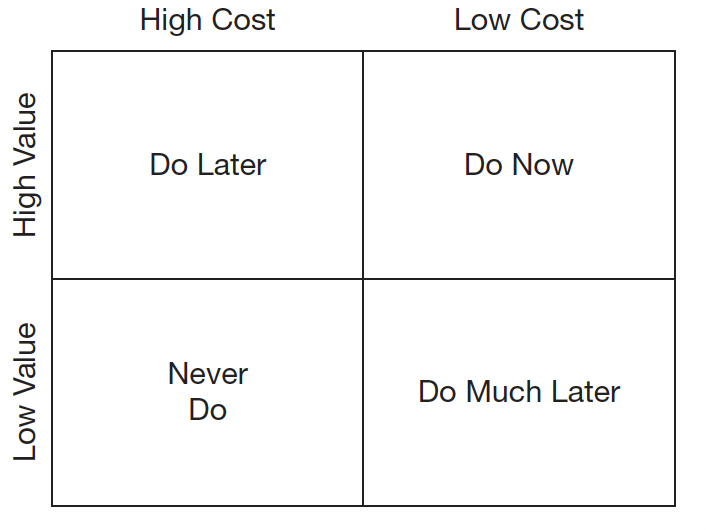 High Cost
Low Cost
High Value
Do Later
Do Now
Low Value
Never
Do
Do Much Later